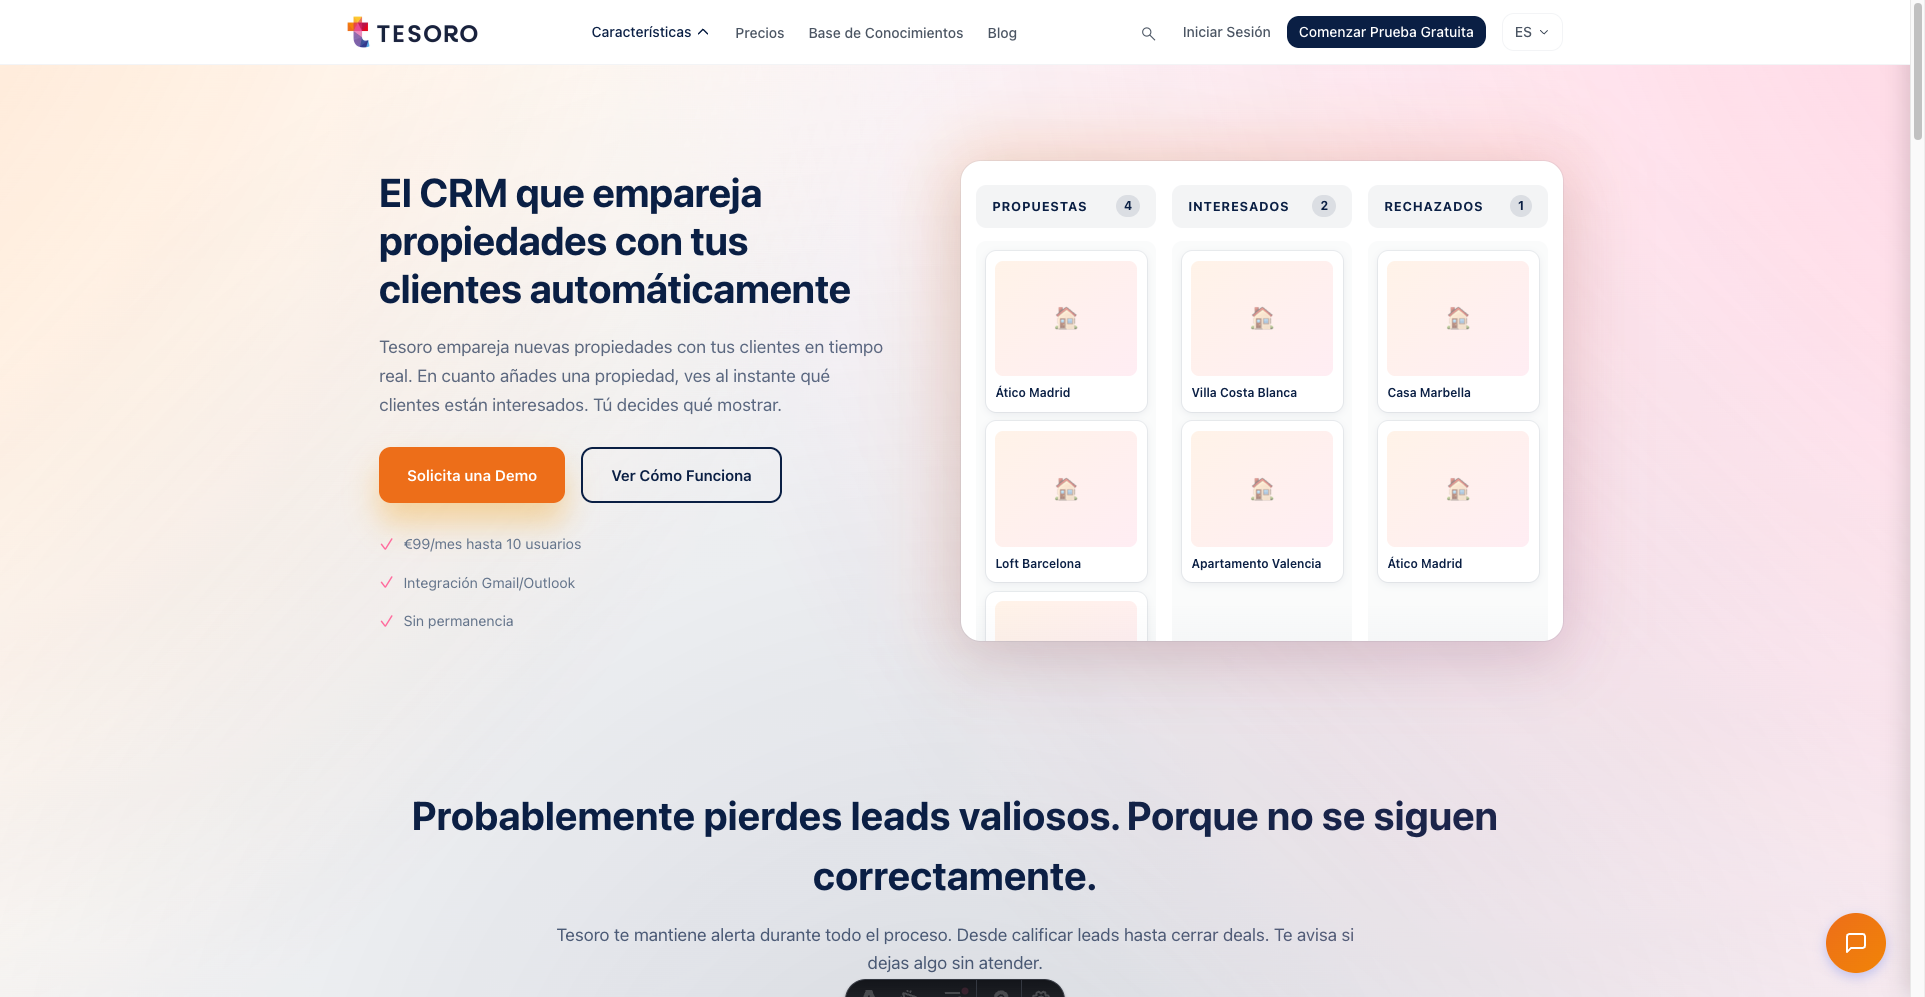 TESORO
Características
Precios
Base de Conocimientos
Blog
Iniciar Sesión
Comenzar Prueba Gratuita
ES
El CRM que empareja
propiedades con tus
clientes automáticamente
Tesoro empareja nuevas propiedades con tus clientes en tiempo
real. En cuanto añades una propiedad, ves al instante qué
clientes están interesados. Tú decides qué mostrar.
Solicita una Demo
Ver Cómo Funciona
€99/mes hasta 10 usuarios
Integración Gmail/Outlook
Sin permanencia
PROPUESTAS 4
Ático Madrid
Loft Barcelona
INTERESADOS 2
Villa Costa Blanca
Apartamento Valencia
RECHAZADOS 1
Casa Marbella
Ático Madrid
Probablemente pierdes leads valiosos. Porque no se siguen
correctamente.
Tesoro te mantiene alerta durante todo el proceso. Desde calificar leads hasta cerrar deals. Te avisa si
dejas algo sin atender.